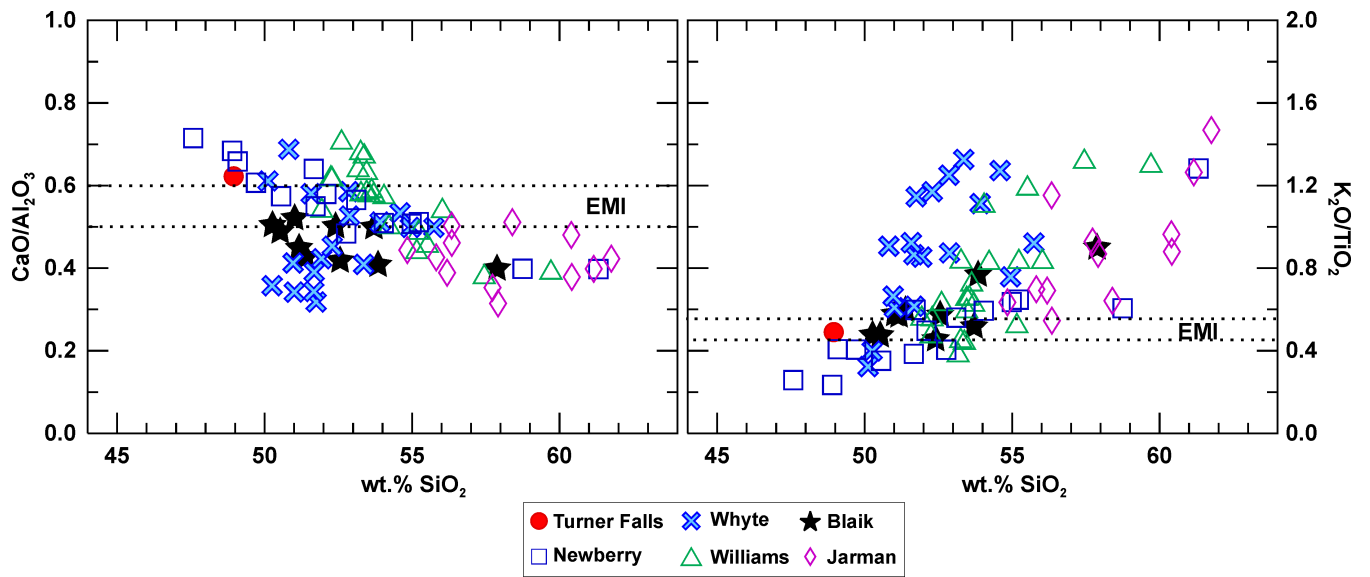 1.0
0.8
0.6
0.4
0.2
0.0
CaO/Al₂O₃
EMI
45 50 55 60
wt.% SiO₂
2.0
1.6
1.2
0.8
0.4
0.0
K₂O/TiO₂
EMI
45 50 55 60
wt.% SiO₂
Turner Falls Whyte Blaik
Newberry Williams Jarman